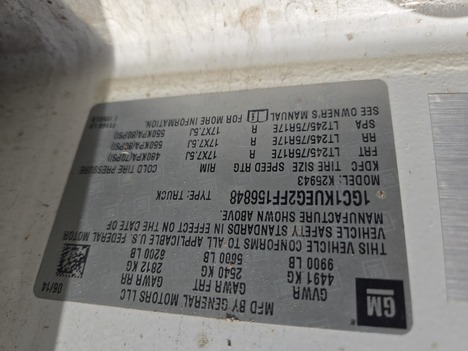 GM
MFD BY GENERAL MOTORS LLC
06/14
GVWR GAWR FRT GAWR RR
4491 KG 2540 KG 2812 KG
9900 LB 5600 LB 6200 LB
THIS VEHICLE CONFORMS TO ALL APPLICABLE U.S. FEDERAL MOTOR
VEHICLE SAFETY STANDARDS IN EFFECT ON THE DATE OF
MANUFACTURE SHOWN ABOVE.
1GC1KUEG2FF156848 TYPE: TRUCK
MODEL: K25943
KDFC TIRE SIZE SPEED RTG RIM COLD TIRE PRESSURE
FRT LT245/75R17E R 17X7.5J 480KPA(70PSI)
RR LT245/75R17E R 17X7.5J 550KPA(80PSI)
SPA LT245/75R17E R 17X7.5J 550KPA(80PSI)
SEE OWNER'S MANUAL FOR MORE INFORMATION.